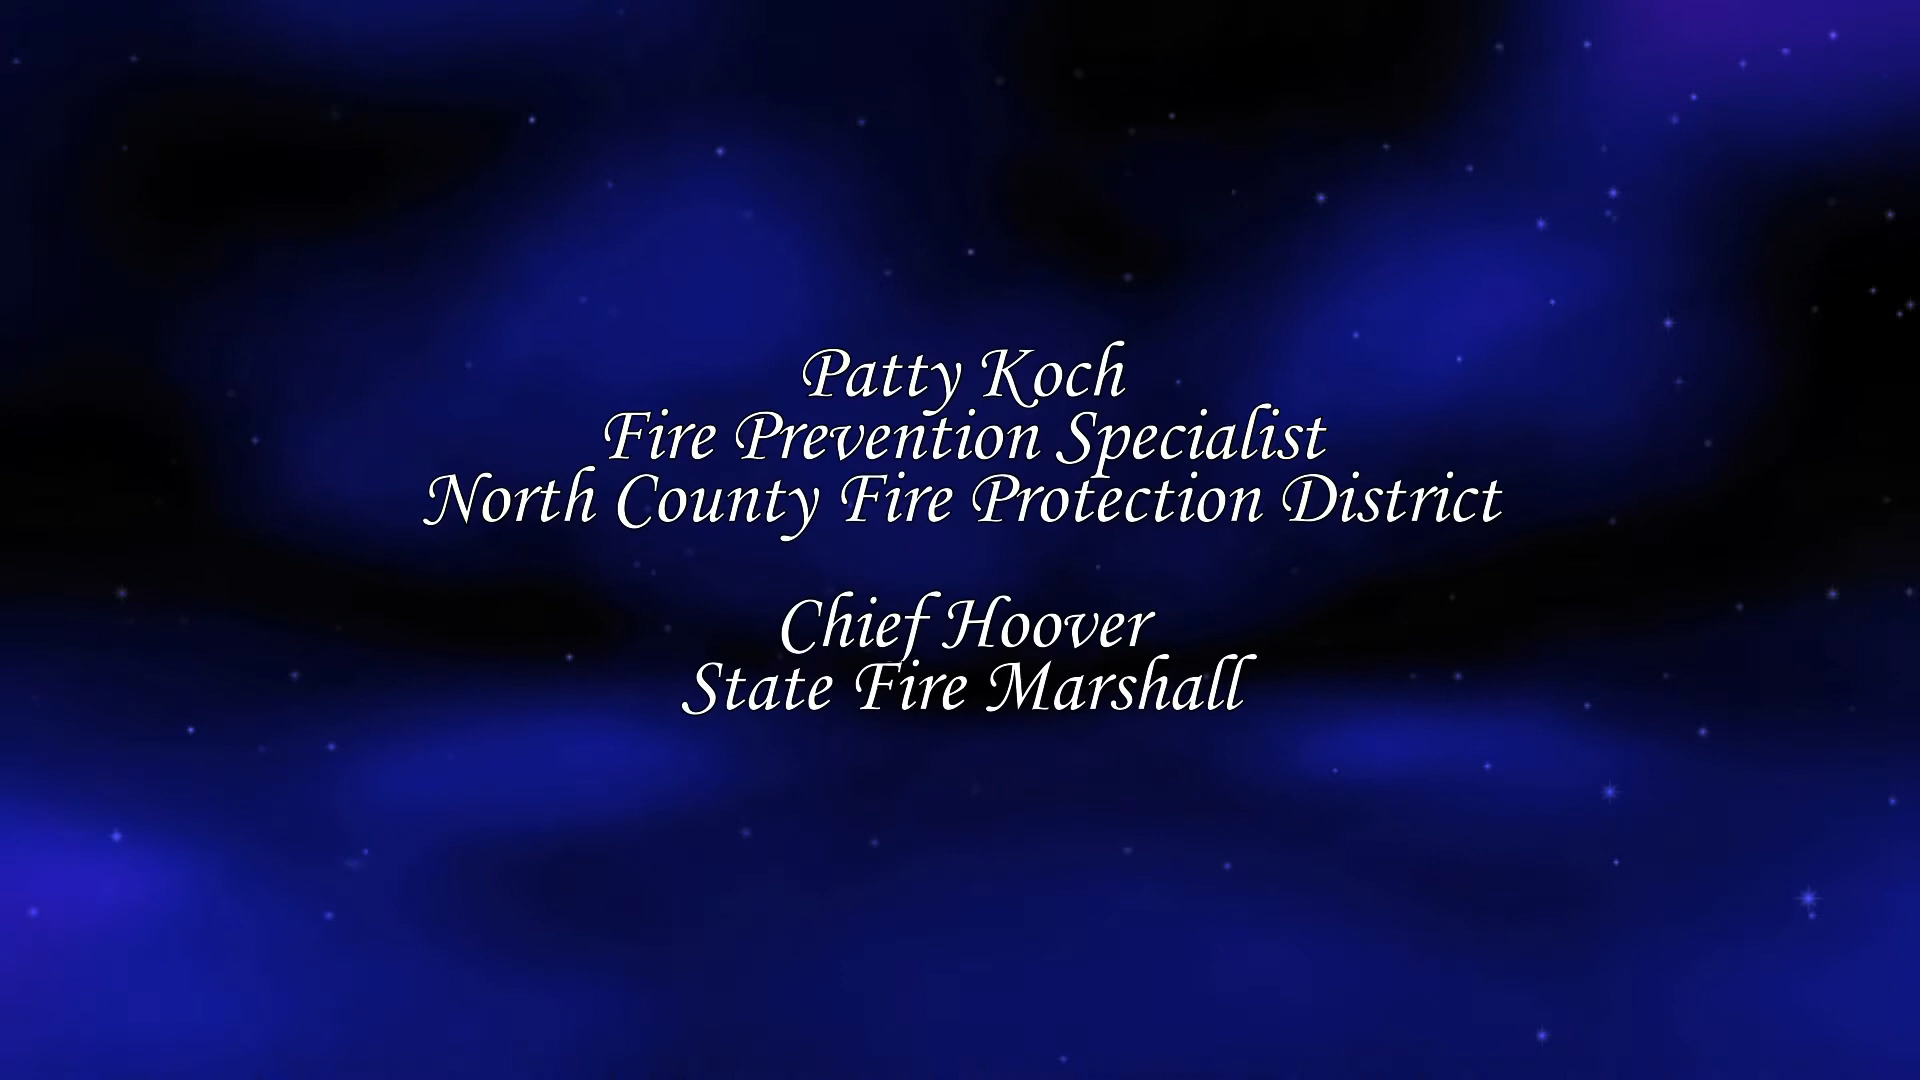 Patty Koch
Fire Prevention Specialist
North County Fire Protection District
Chief Hoover
State Fire Marshall